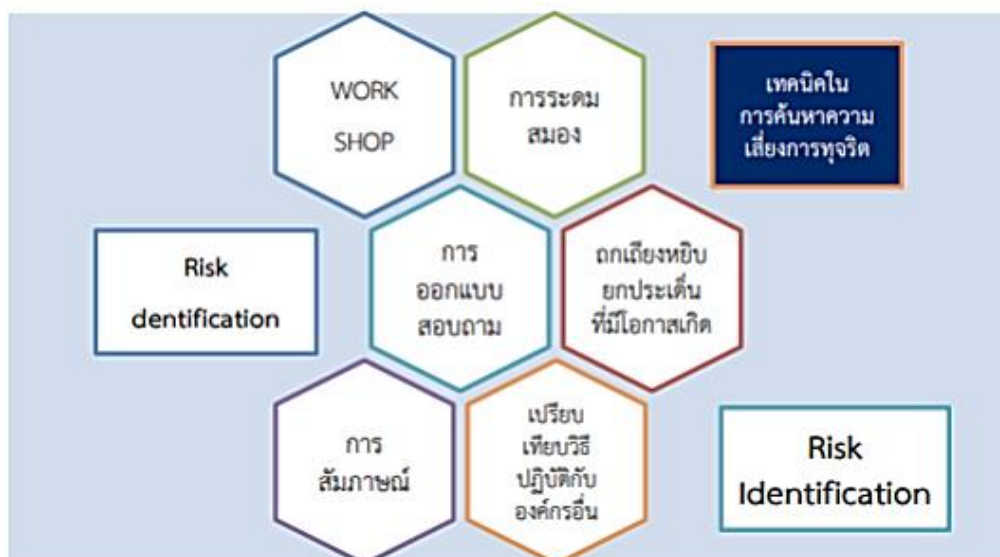 WORK
SHOP
การระดม
สมอง
เทคนิคใน
การค้นหาความ
เสี่ยงการทุจริต
Risk
dentification
การ
ออกแบบ
สอบถาม
ถกเถียงหยิบ
ยกประเด็น
ที่มีโอกาสเกิด
การ
สัมภาษณ์
เปรียบ
เทียบวิธี
ปฏิบัติกับ
องค์กรอื่น
Risk
Identification